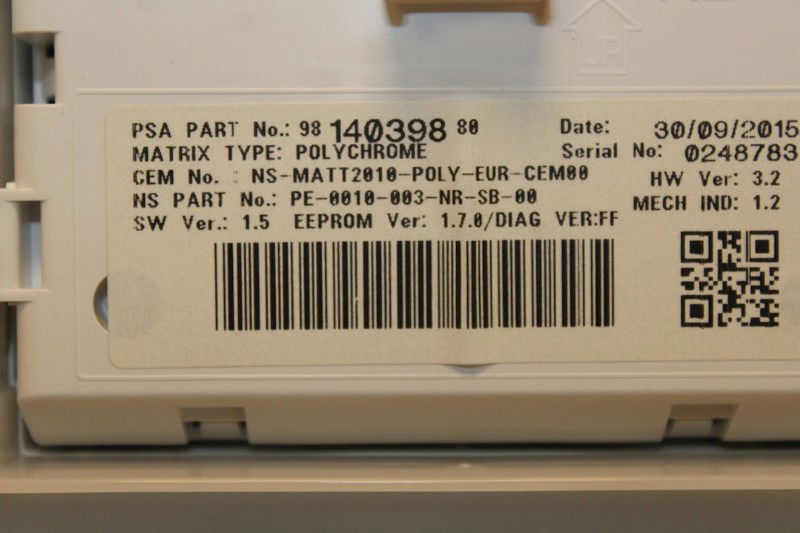 UP
PSA PART No.: 98 140398 80 Date: 30/09/2015
MATRIX TYPE: POLYCHROME Serial No: 0248783
CEM No. : NS-MATT2010-POLY-EUR-CEM00 HW Ver: 3.2
NS PART No.: PE-0010-003-NR-SB-00 MECH IND: 1.2
SW Ver.: 1.5 EEPROM Ver: 1.7.0/DIAG VER:FF